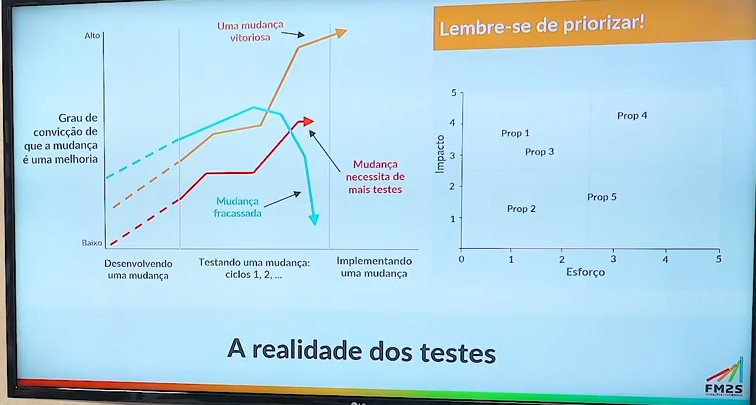 Alto
Uma mudança
vitoriosa
Grau de
convicção de
que a mudança
é uma melhoria
Mudança
necessita de
mais testes
Mudança
fracassada
Baixo
Desenvolvendo
uma mudança
Testando uma mudança:
ciclos 1, 2, ...
Implementando
uma mudança
Lembre-se de priorizar!
Impacto
5
4
3
2
1
Prop 4
Prop 1
Prop 3
Prop 5
Prop 2
0 1 2 3 4 5
Esforço
A realidade dos testes
FM2S
LG